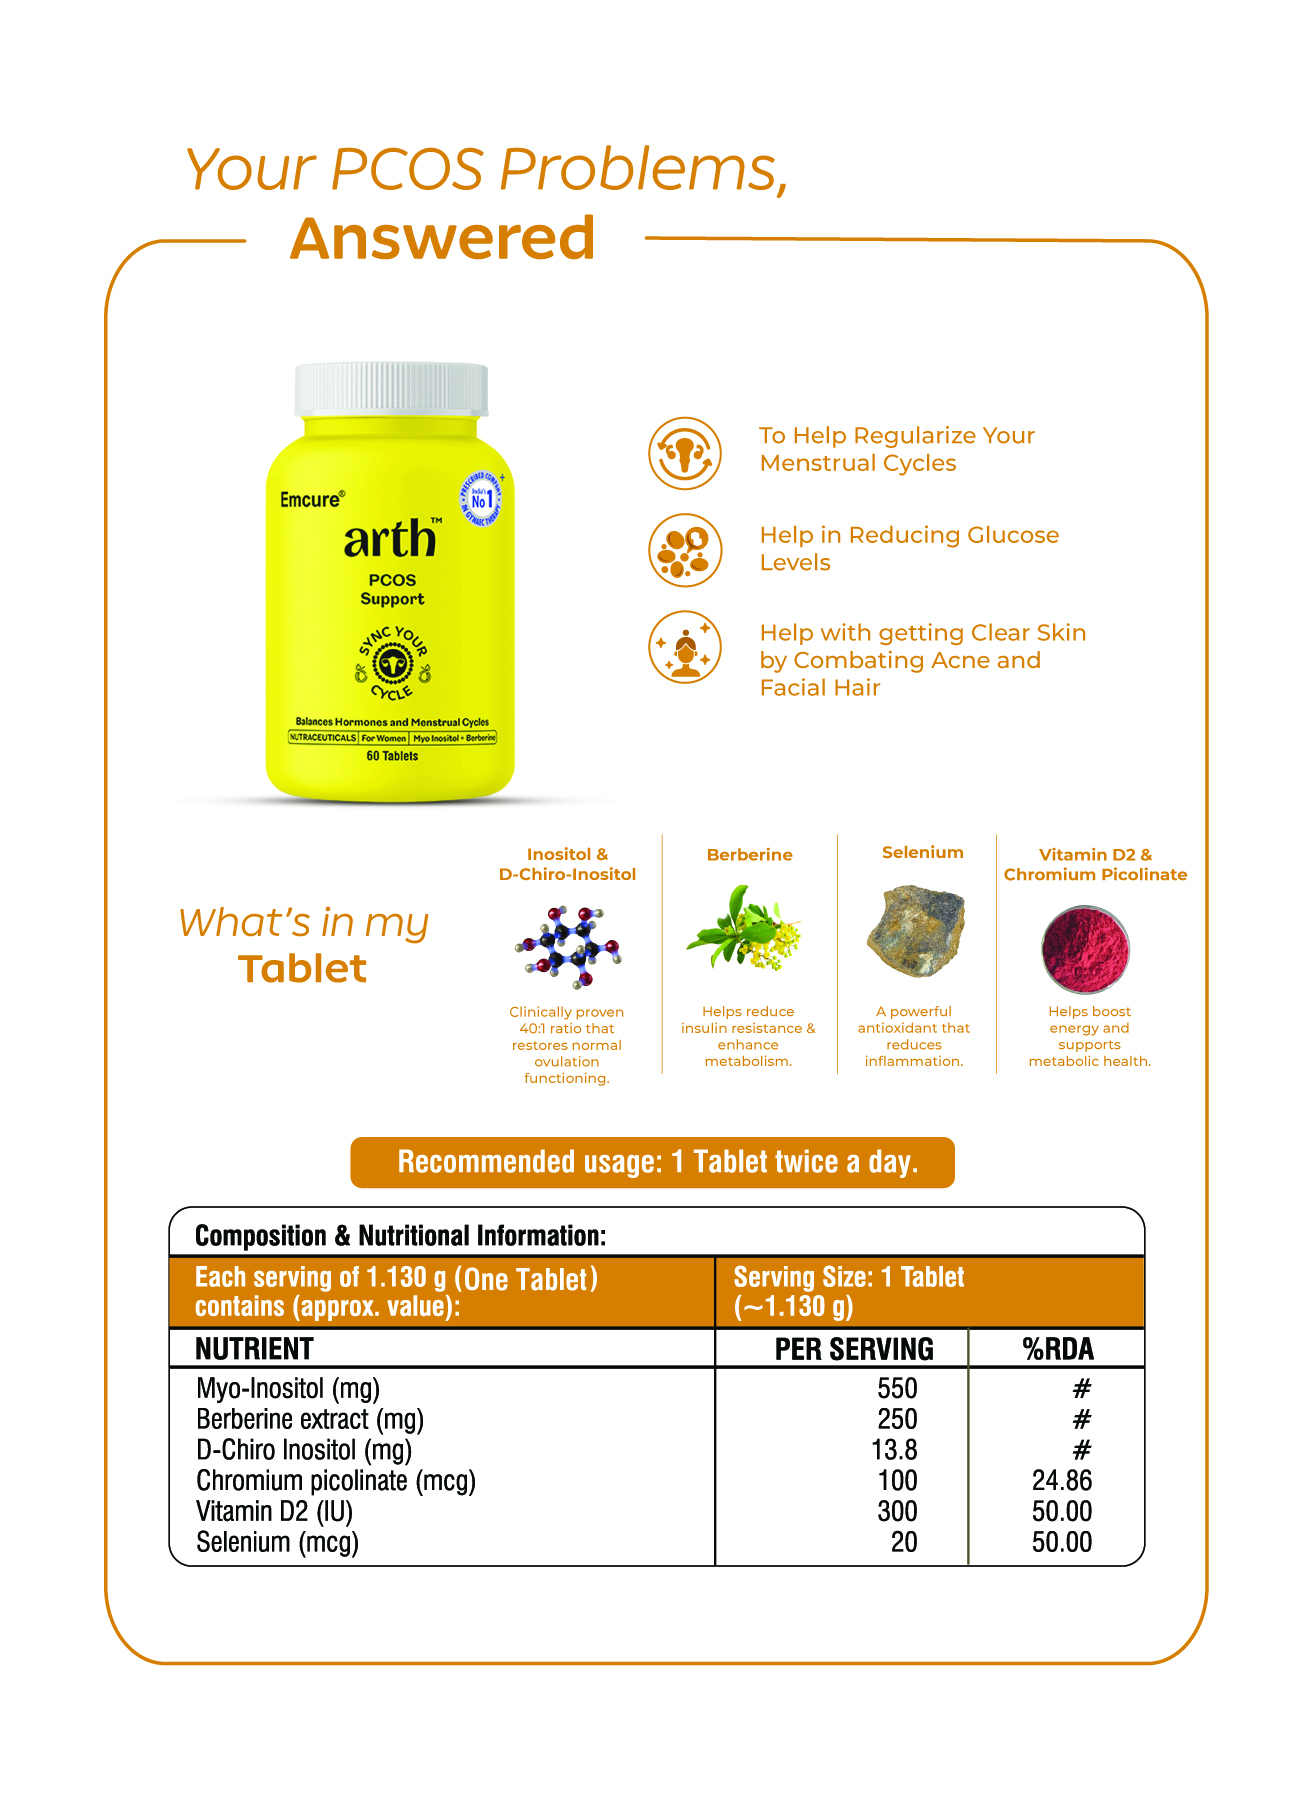 Your PCOS Problems,
Answered
Emcure®
arth™
PCOS
Support
SYNC YOUR
CYCLE
Balances Hormones and Menstrual Cycles
NUTRACEUTICALS | For Women | Myo Inositol + Berberine
60 Tablets
PRESCRIBED COMPANY
India's
No 1
IN GYNAEC THERAPY
To Help Regularize Your
Menstrual Cycles
Help in Reducing Glucose
Levels
Help with getting Clear Skin
by Combating Acne and
Facial Hair
What's in my
Tablet
Inositol &
D-Chiro-Inositol
Clinically proven
40:1 ratio that
restores normal
ovulation
functioning.
Berberine
Helps reduce
insulin resistance &
enhance
metabolism.
Selenium
A powerful
antioxidant that
reduces
inflammation.
Vitamin D2 &
Chromium Picolinate
Helps boost
energy and
supports
metabolic health.
Recommended usage: 1 Tablet twice a day.
Composition & Nutritional Information:
Each serving of 1.130 g (One Tablet)
contains (approx. value):
Serving Size: 1 Tablet
(~1.130 g)
NUTRIENT PER SERVING %RDA
Myo-Inositol (mg) 550 #
Berberine extract (mg) 250 #
D-Chiro Inositol (mg) 13.8 #
Chromium picolinate (mcg) 100 24.86
Vitamin D2 (IU) 300 50.00
Selenium (mcg) 20 50.00